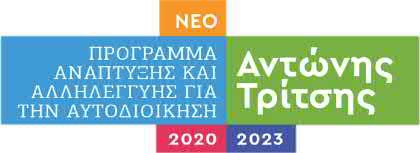 ΝΕΟ
ΠΡΟΓΡΑΜΜΑ
ΑΝΑΠΤΥΞΗΣ ΚΑΙ
ΑΛΛΗΛΕΓΓΥΗΣ ΓΙΑ
ΤΗΝ ΑΥΤΟΔΙΟΙΚΗΣΗ
Αντώνης
Τρίτσης
2020 2023